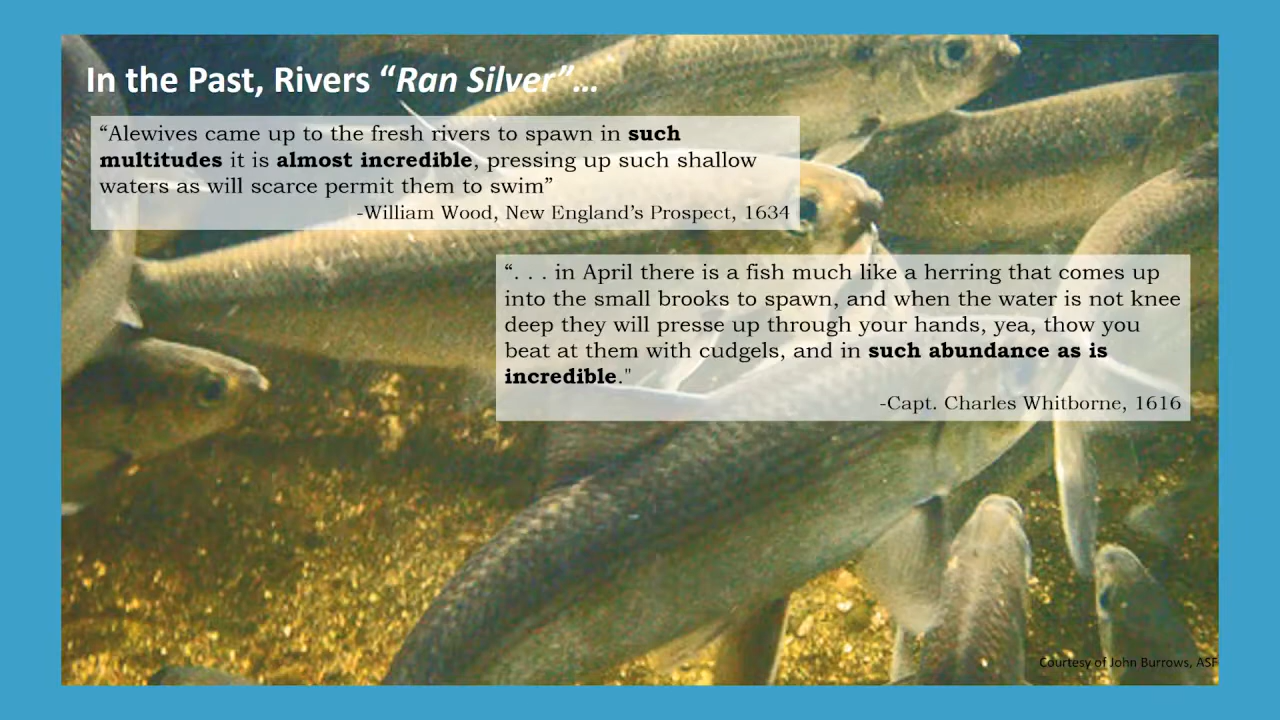 In the Past, Rivers “Ran Silver”...
“Alewives came up to the fresh rivers to spawn in such
multitudes it is almost incredible, pressing up such shallow
waters as will scarce permit them to swim”
-William Wood, New England’s Prospect, 1634
“. . . in April there is a fish much like a herring that comes up
into the small brooks to spawn, and when the water is not knee
deep they will presse up through your hands, yea, thow you
beat at them with cudgels, and in such abundance as is
incredible."
-Capt. Charles Whitborne, 1616
Courtesy of John Burrows, ASF